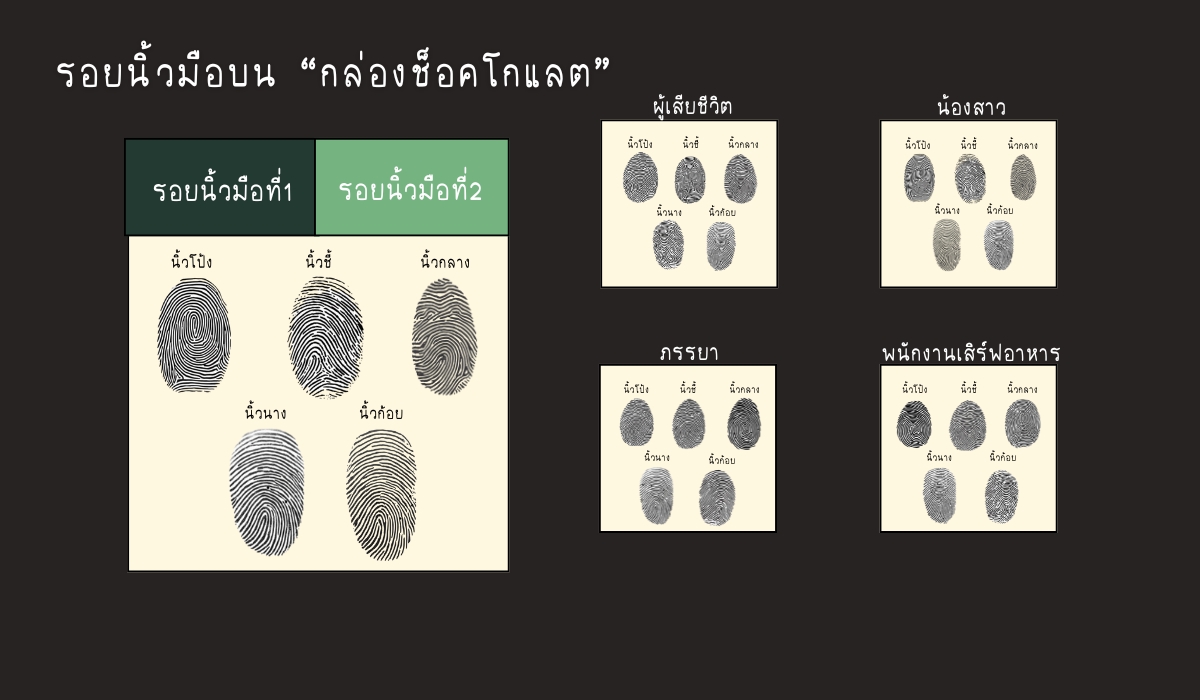 รอยนิ้วมือบน “กล่องช็อคโกแลต”
รอยนิ้วมือที่1
รอยนิ้วมือที่2
นิ้วโป้ง นิ้วชี้ นิ้วกลาง
นิ้วนาง นิ้วก้อย
ผู้เสียชีวิต
นิ้วโป้ง นิ้วชี้ นิ้วกลาง
นิ้วนาง นิ้วก้อย
น้องสาว
นิ้วโป้ง นิ้วชี้ นิ้วกลาง
นิ้วนาง นิ้วก้อย
ภรรยา
นิ้วโป้ง นิ้วชี้ นิ้วกลาง
นิ้วนาง นิ้วก้อย
พนักงานเสิร์ฟอาหาร
นิ้วโป้ง นิ้วชี้ นิ้วกลาง
นิ้วนาง นิ้วก้อย